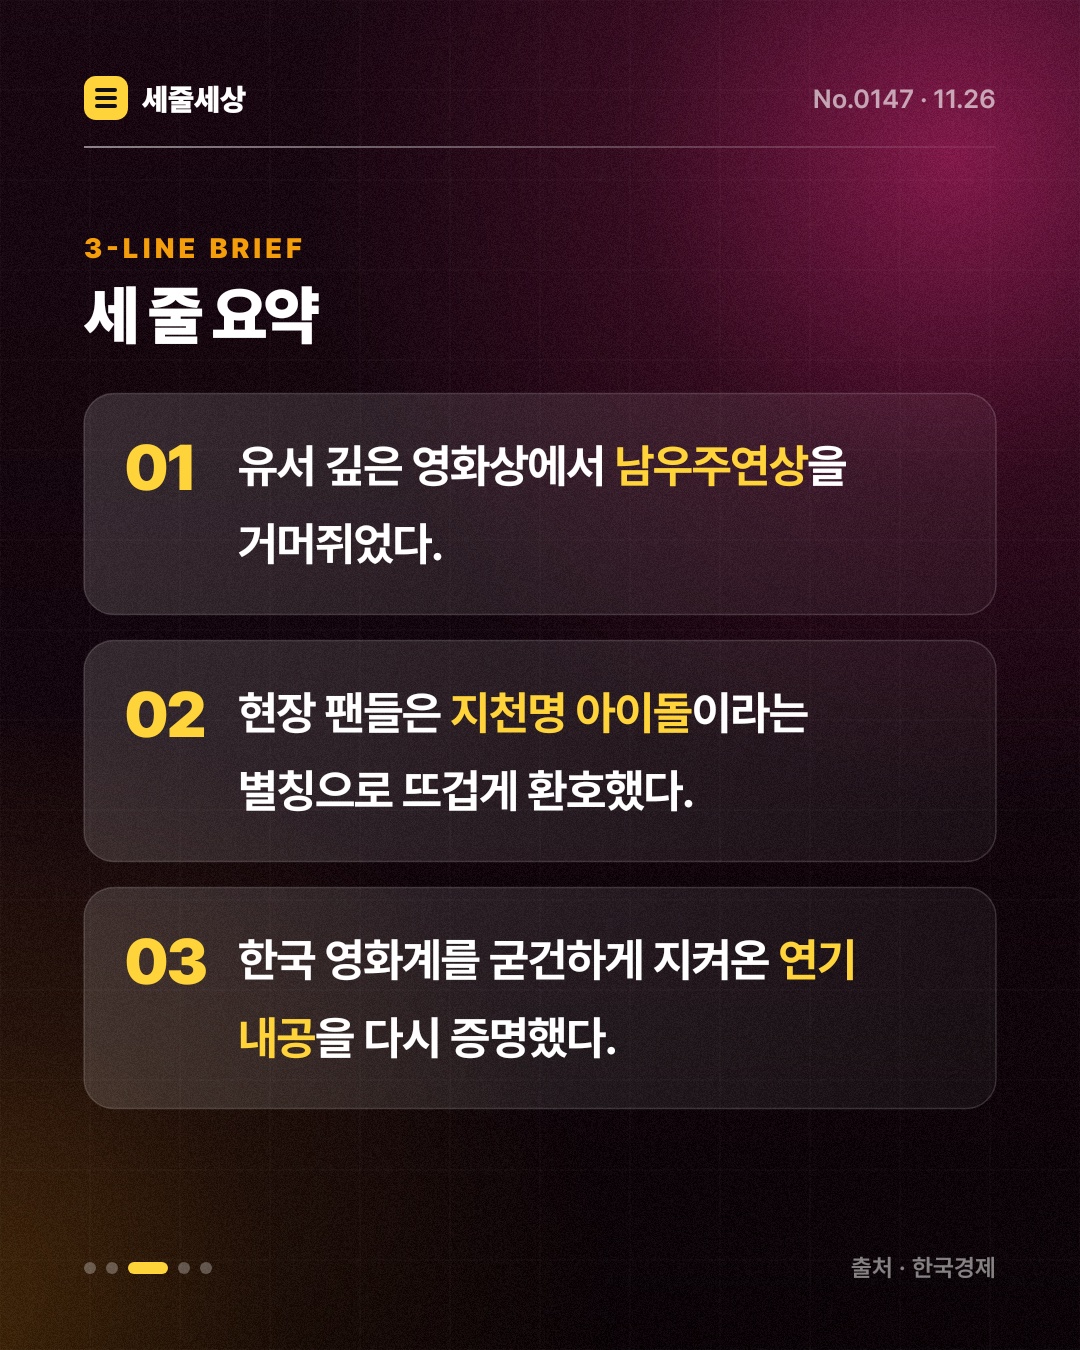 세줄세상
No.0147 · 11.26
3-LINE BRIEF
세 줄 요약
01
유서 깊은 영화상에서 남우주연상을
거머쥐었다.
02
현장 팬들은 지천명 아이돌이라는
별칭으로 뜨겁게 환호했다.
03
한국 영화계를 굳건하게 지켜온 연기
내공을 다시 증명했다.
출처 · 한국경제